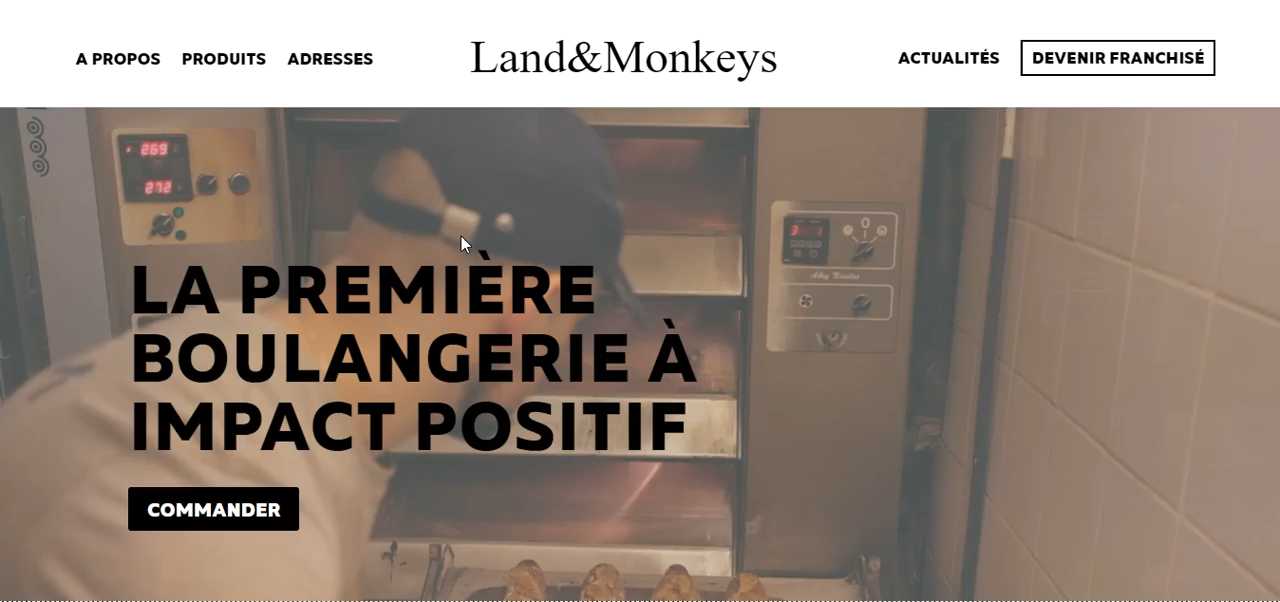 A PROPOS
PRODUITS
ADRESSES
Land&Monkeys
ACTUALITÉS
DEVENIR FRANCHISÉ
269
272
LA PREMIÈRE
BOULANGERIE À
IMPACT POSITIF
COMMANDER